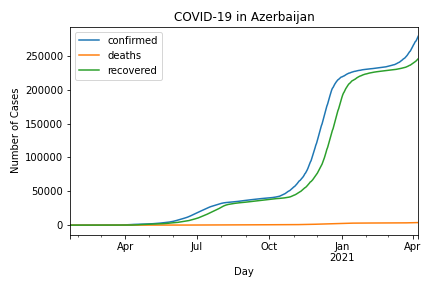 COVID-19 in Azerbaijan
confirmed
deaths
recovered
Number of Cases
250000
200000
150000
100000
50000
0
Apr
Jul
Oct
Jan
2021
Apr
Day